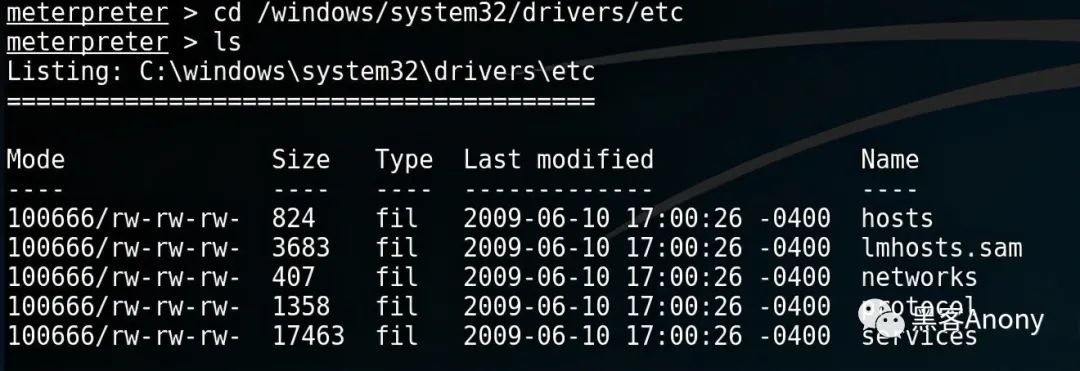 meterpreter > cd /windows/system32/drivers/etc
meterpreter > ls
Listing: C:\windows\system32\drivers\etc
========================================
Mode Size Type Last modified Name
---- ---- ---- ------------- ----
100666/rw-rw-rw- 824 fil 2009-06-10 17:00:26 -0400 hosts
100666/rw-rw-rw- 3683 fil 2009-06-10 17:00:26 -0400 lmhosts.sam
100666/rw-rw-rw- 407 fil 2009-06-10 17:00:26 -0400 networks
100666/rw-rw-rw- 1358 fil 2009-06-10 17:00:26 -0400 protocol
100666/rw-rw-rw- 17463 fil 2009-06-10 17:00:26 -0400 services
黑客Anony